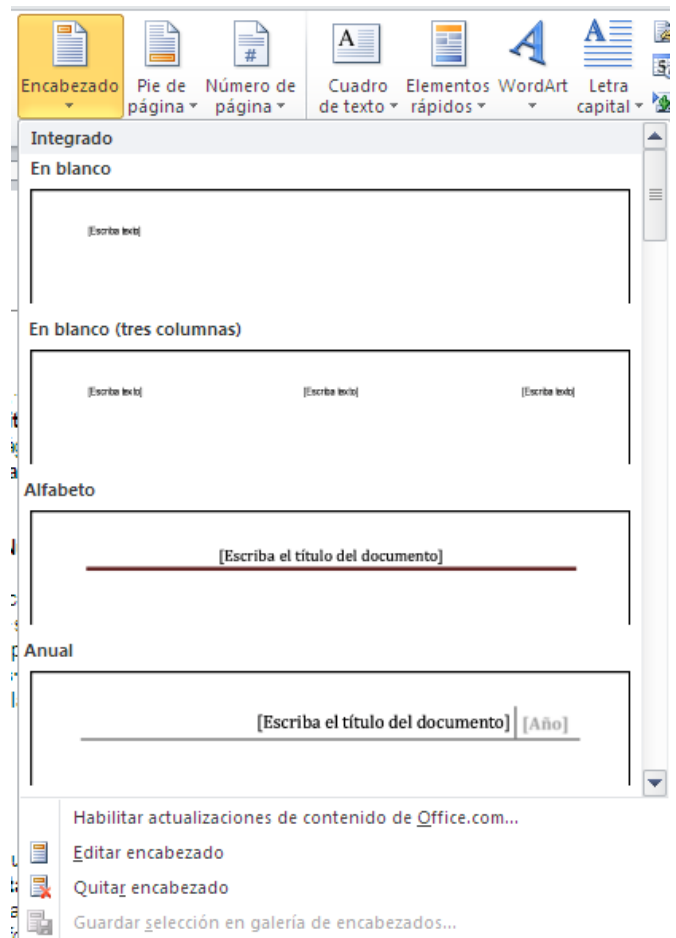 Encabezado
Pie de página
Número de página
Cuadro de texto
Elementos rápidos
WordArt
Letra capital
Integrado
En blanco
[Escriba texto]
En blanco (tres columnas)
[Escriba texto] [Escriba texto] [Escriba texto]
Alfabeto
[Escriba el título del documento]
Anual
[Escriba el título del documento] [Año]
Habilitar actualizaciones de contenido de Office.com...
Editar encabezado
Quitar encabezado
Guardar selección en galería de encabezados...